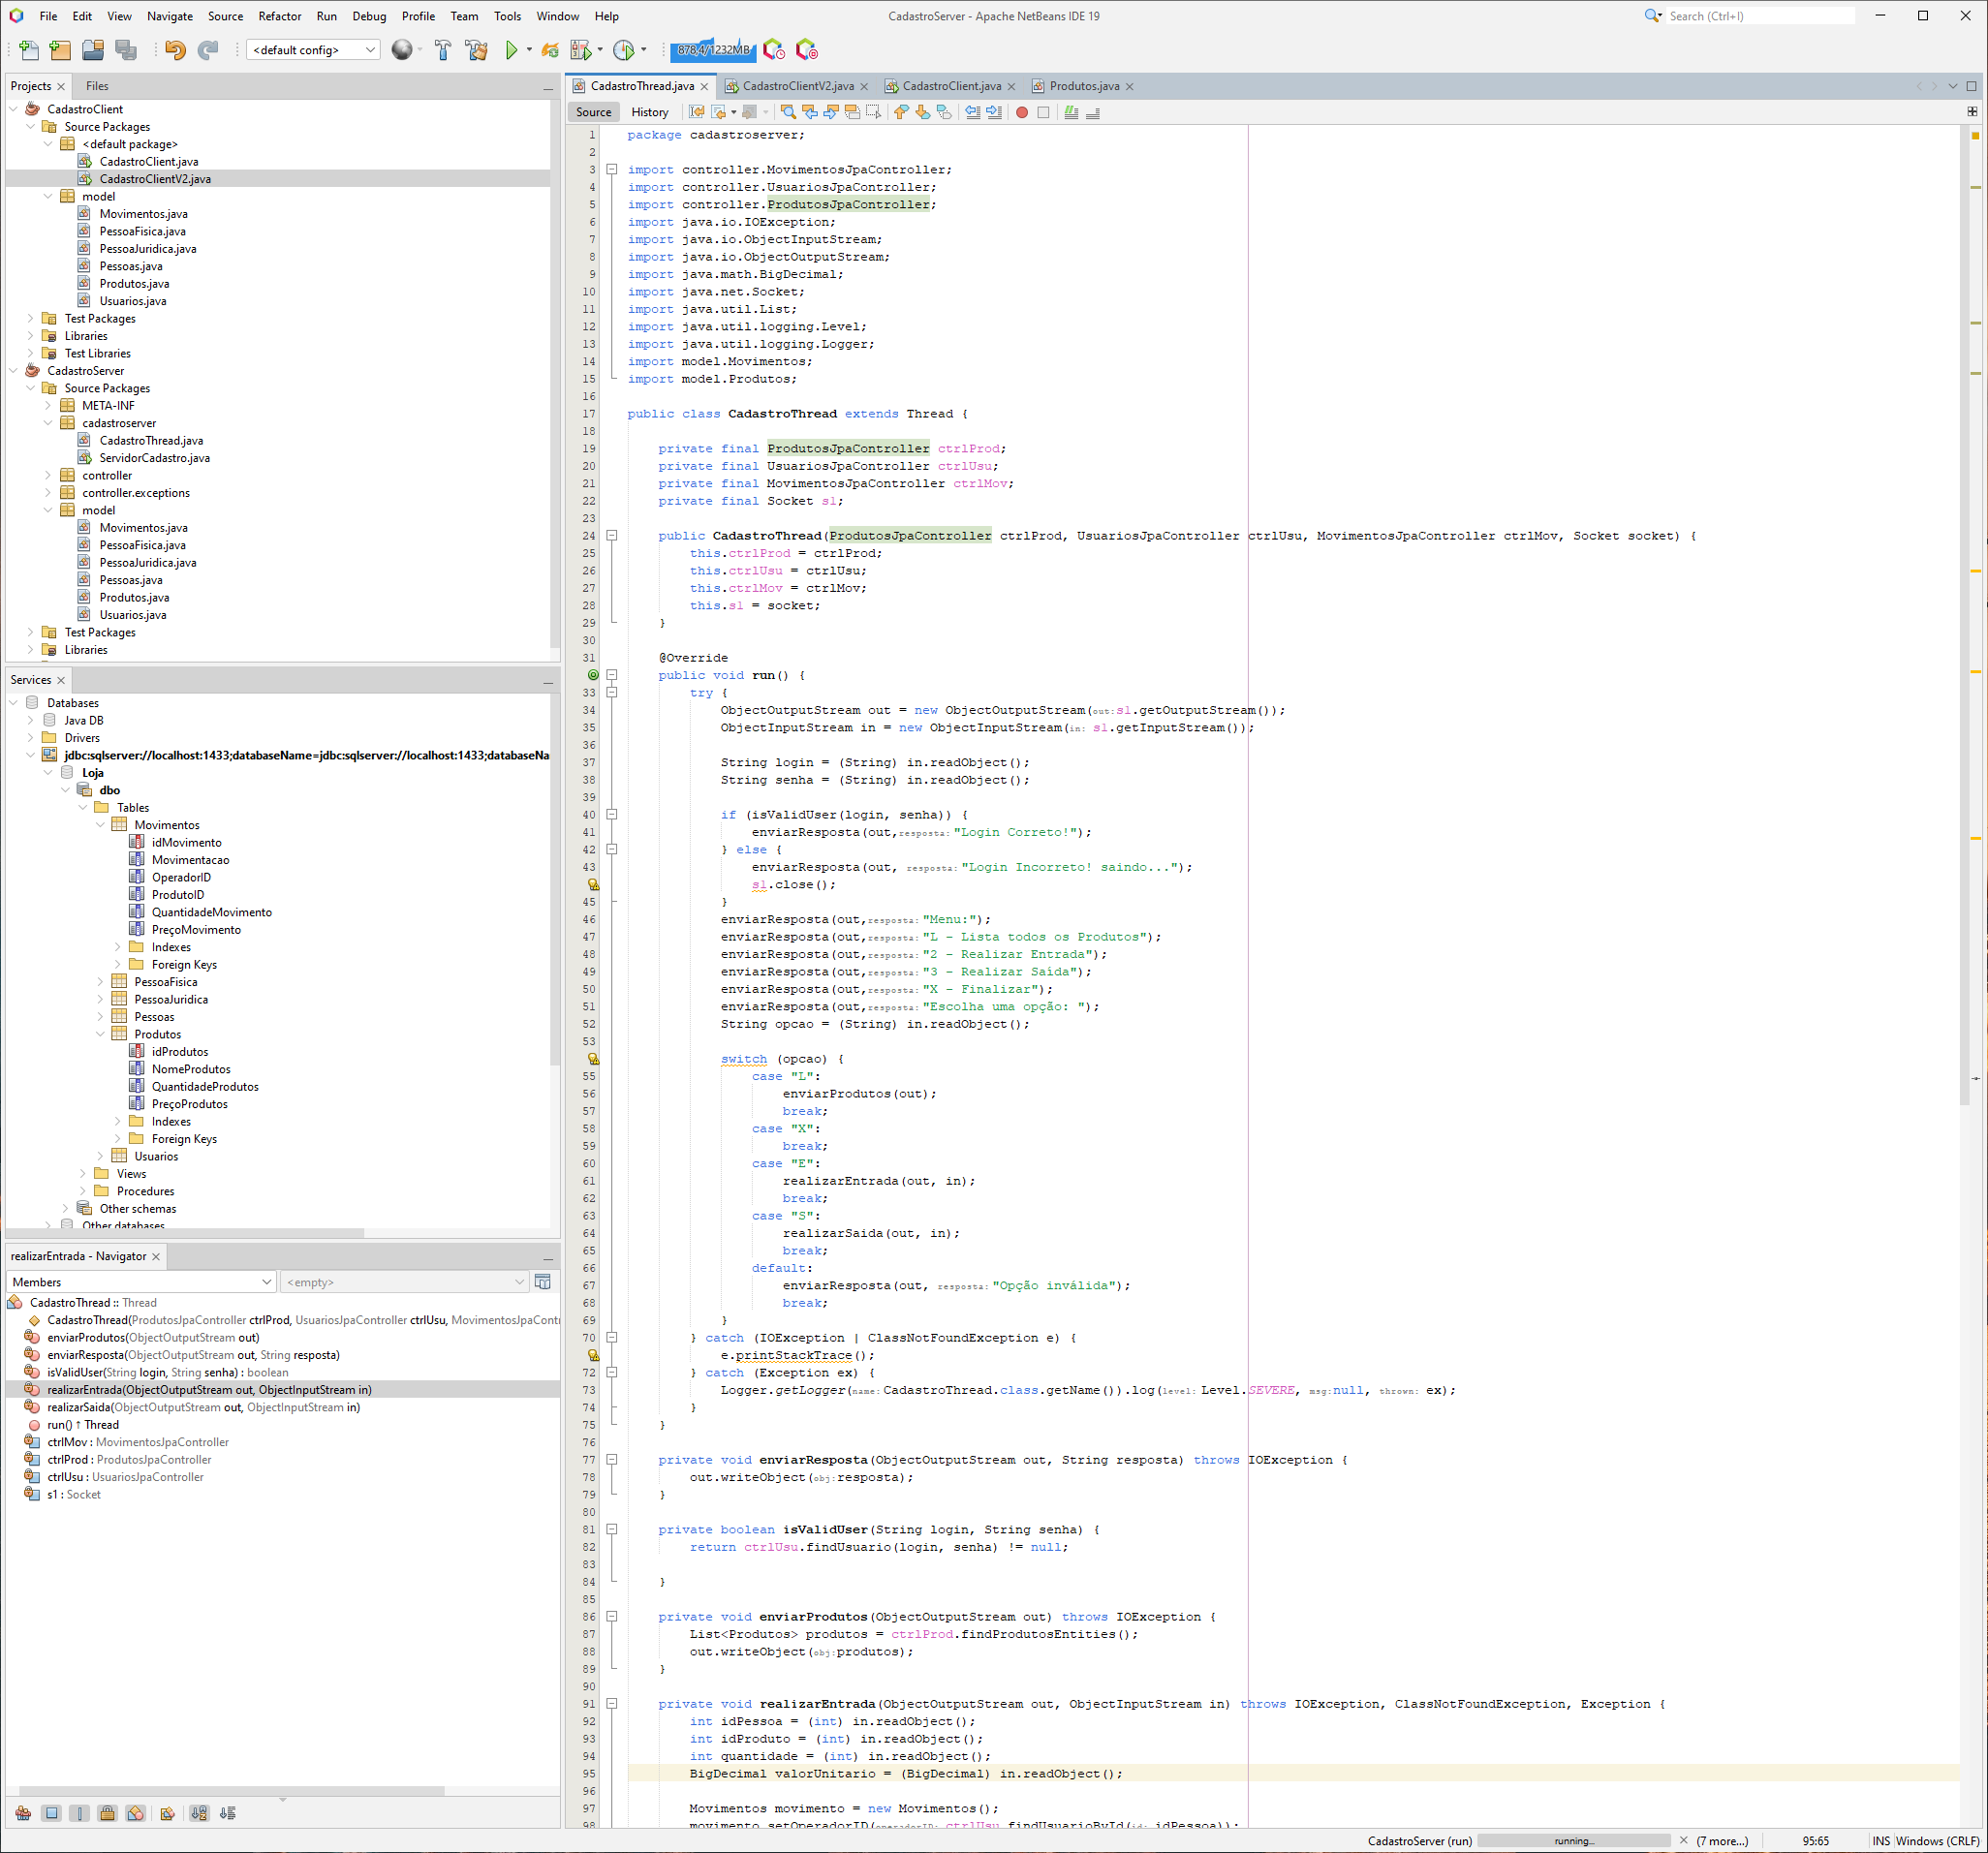 File Edit View Navigate Source Refactor Run Debug Profile Team Tools Window Help
CadastroServer - Apache NetBeans IDE 19
Search (Ctrl+I)
<default config>
878,4/1232MB
Projects
Files
CadastroClient
Source Packages
<default package>
CadastroClient.java
CadastroClientV2.java
model
Movimentos.java
PessoaFisica.java
PessoaJuridica.java
Pessoas.java
Produtos.java
Usuarios.java
Test Packages
Libraries
Test Libraries
CadastroServer
Source Packages
META-INF
cadastroserver
CadastroThread.java
ServidorCadastro.java
controller
controller.exceptions
model
Movimentos.java
PessoaFisica.java
PessoaJuridica.java
Pessoas.java
Produtos.java
Usuarios.java
Test Packages
Libraries
Services
Databases
Java DB
Drivers
jdbc:sqlserver://localhost:1433;databaseName=jdbc:sqlserver://localhost:1433;databaseNa
Loja
dbo
Tables
Movimentos
idMovimento
Movimentacao
OperadorID
ProdutoID
QuantidadeMovimento
PreçoMovimento
Indexes
Foreign Keys
PessoaFisica
PessoaJuridica
Pessoas
Produtos
idProdutos
NomeProdutos
QuantidadeProdutos
PreçoProdutos
Indexes
Foreign Keys
Usuarios
Views
Procedures
Other schemas
Other databases
realizarEntrada - Navigator
Members
<empty>
CadastroThread :: Thread
CadastroThread(ProdutosJpaController ctrlProd, UsuariosJpaController ctrlUsu, MovimentosJpaContr
enviarProdutos(ObjectOutputStream out)
enviarResposta(ObjectOutputStream out, String resposta)
isValidUser(String login, String senha) : boolean
realizarEntrada(ObjectOutputStream out, ObjectInputStream in)
realizarSaida(ObjectOutputStream out, ObjectInputStream in)
run() ↑ Thread
ctrlMov : MovimentosJpaController
ctrlProd : ProdutosJpaController
ctrlUsu : UsuariosJpaController
s1 : Socket
CadastroThread.java CadastroClientV2.java CadastroClient.java Produtos.java
Source History
1 package cadastroserver;
2
3 import controller.MovimentosJpaController;
4 import controller.UsuariosJpaController;
5 import controller.ProdutosJpaController;
6 import java.io.IOException;
7 import java.io.ObjectInputStream;
8 import java.io.ObjectOutputStream;
9 import java.math.BigDecimal;
10 import java.net.Socket;
11 import java.util.List;
12 import java.util.logging.Level;
13 import java.util.logging.Logger;
14 import model.Movimentos;
15 import model.Produtos;
16
17 public class CadastroThread extends Thread {
18
19 private final ProdutosJpaController ctrlProd;
20 private final UsuariosJpaController ctrlUsu;
21 private final MovimentosJpaController ctrlMov;
22 private final Socket s1;
23
24 public CadastroThread(ProdutosJpaController ctrlProd, UsuariosJpaController ctrlUsu, MovimentosJpaController ctrlMov, Socket socket) {
25 this.ctrlProd = ctrlProd;
26 this.ctrlUsu = ctrlUsu;
27 this.ctrlMov = ctrlMov;
28 this.s1 = socket;
29 }
30
31 @Override
public void run() {
33 try {
34 ObjectOutputStream out = new ObjectOutputStream(out:s1.getOutputStream());
35 ObjectInputStream in = new ObjectInputStream(in: s1.getInputStream());
36
37 String login = (String) in.readObject();
38 String senha = (String) in.readObject();
39
40 if (isValidUser(login, senha)) {
41 enviarResposta(out,resposta: "Login Correto!");
42 } else {
43 enviarResposta(out, resposta: "Login Incorreto! saindo...");
s1.close();
45 }
46 enviarResposta(out,resposta: "Menu:");
47 enviarResposta(out,resposta: "L - Lista todos os Produtos");
48 enviarResposta(out,resposta: "2 - Realizar Entrada");
49 enviarResposta(out,resposta: "3 - Realizar Saída");
50 enviarResposta(out,resposta: "X - Finalizar");
51 enviarResposta(out,resposta: "Escolha uma opção: ");
52 String opcao = (String) in.readObject();
53
switch (opcao) {
55 case "L":
56 enviarProdutos(out);
57 break;
58 case "X":
59 break;
60 case "E":
61 realizarEntrada(out, in);
62 break;
63 case "S":
64 realizarSaida(out, in);
65 break;
66 default:
67 enviarResposta(out, resposta: "Opção inválida");
68 break;
69 }
70 } catch (IOException | ClassNotFoundException e) {
e.printStackTrace();
72 } catch (Exception ex) {
73 Logger.getLogger(name: CadastroThread.class.getName()).log(level: Level.SEVERE, msg:null, thrown: ex);
74 }
75 }
76
77 private void enviarResposta(ObjectOutputStream out, String resposta) throws IOException {
78 out.writeObject(obj: resposta);
79 }
80
81 private boolean isValidUser(String login, String senha) {
82 return ctrlUsu.findUsuario(login, senha) != null;
83
84 }
85
86 private void enviarProdutos(ObjectOutputStream out) throws IOException {
87 List<Produtos> produtos = ctrlProd.findProdutosEntities();
88 out.writeObject(obj: produtos);
89 }
90
91 private void realizarEntrada(ObjectOutputStream out, ObjectInputStream in) throws IOException, ClassNotFoundException, Exception {
92 int idPessoa = (int) in.readObject();
93 int idProduto = (int) in.readObject();
94 int quantidade = (int) in.readObject();
95 BigDecimal valorUnitario = (BigDecimal) in.readObject();
96
97 Movimentos movimento = new Movimentos();
98 movimento.setOperadorID(operadorID: ctrlUsu.findUsuarioById(id: idPessoa));
CadastroServer (run) running... (7 more...) 95:65 INS Windows (CRLF)